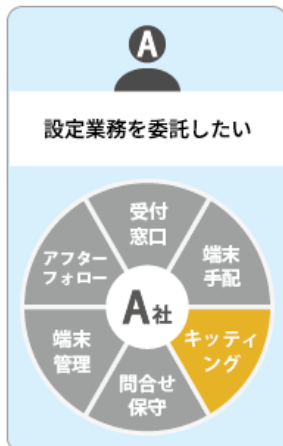 A
設定業務を委託したい
受付
窓口
端末
手配
キッティ
ング
問合せ
保守
端末
管理
アフター
フォロー
A社